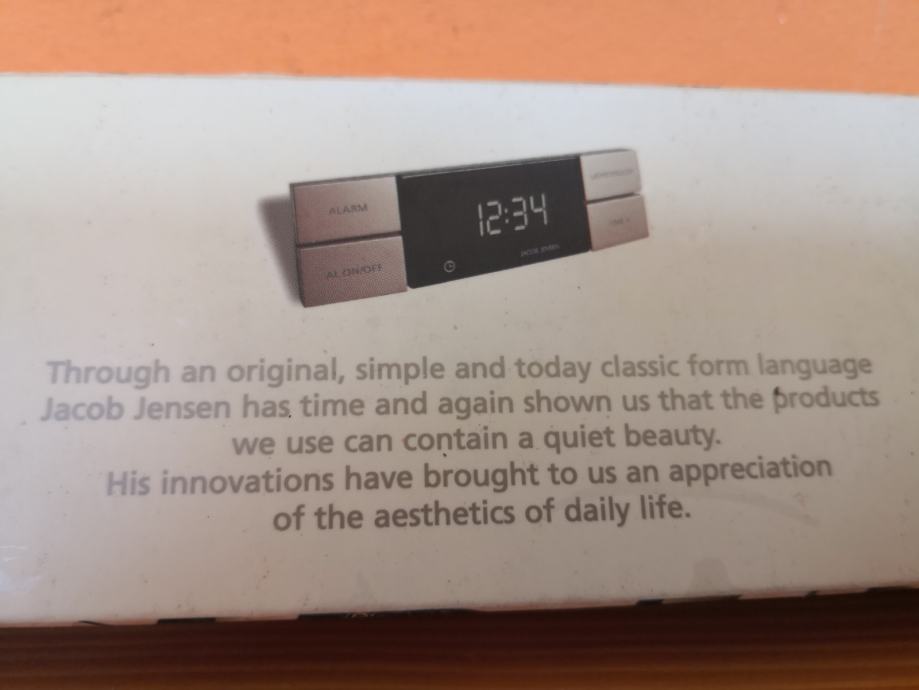 ALARM
12:34
AL ON/OFF
JACOB JENSEN
Through an original, simple and today classic form language
Jacob Jensen has time and again shown us that the products
we use can contain a quiet beauty.
His innovations have brought to us an appreciation
of the aesthetics of daily life.